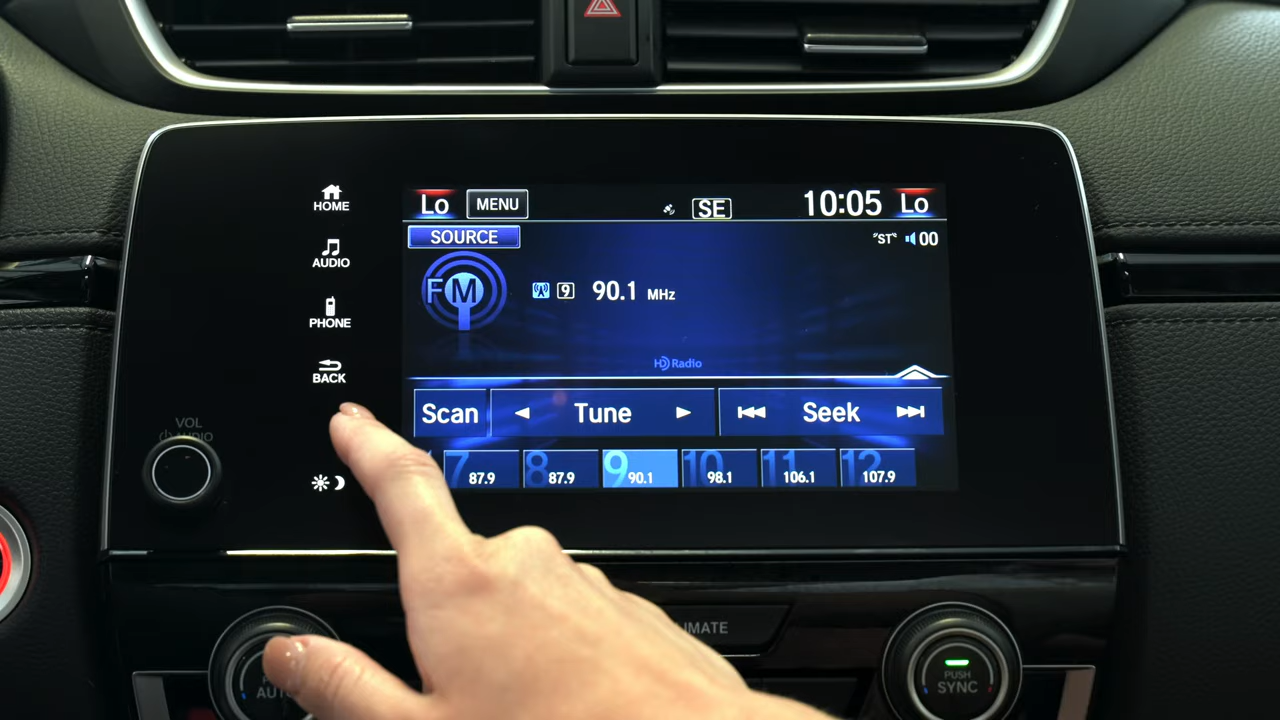 HOME
AUDIO
PHONE
BACK
VOL
AUDIO
Lo MENU SE 10:05 Lo
SOURCE "ST" 00
FM 9 90.1 MHz
HD Radio
Scan ◄ Tune ► Seek
7 87.9 8 87.9 9 90.1 10 98.1 11 106.1 12 107.9
AUTO
PUSH
SYNC